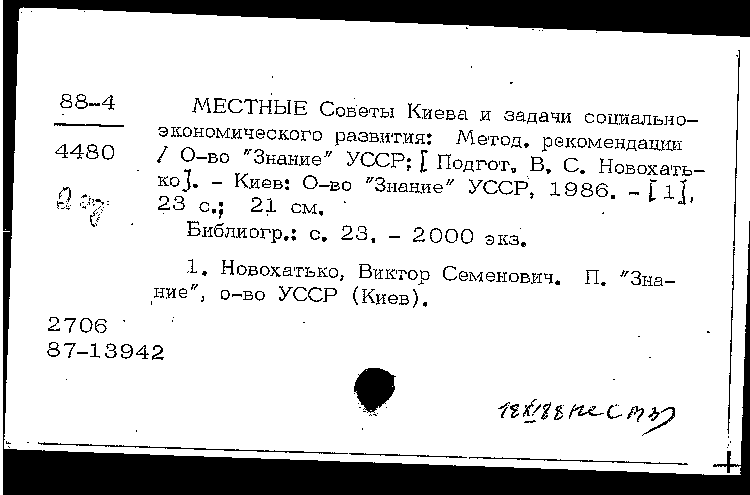 88-4
МЕСТНЫЕ Советы Киева и задачи социально-
экономического развития: Метод. рекомендации
4480
/ О-во "Знание" УССР; [ Подгот. В. С. Новохать-
ко]. - Киев: О-во "Знание" УССР, 1986. - [1],
23 с.; 21 см.
Библиогр.: с. 23. - 2000 экз.
1. Новохатько, Виктор Семенович. П. "Зна-
ние", о-во УССР (Киев).
2706
87-13942